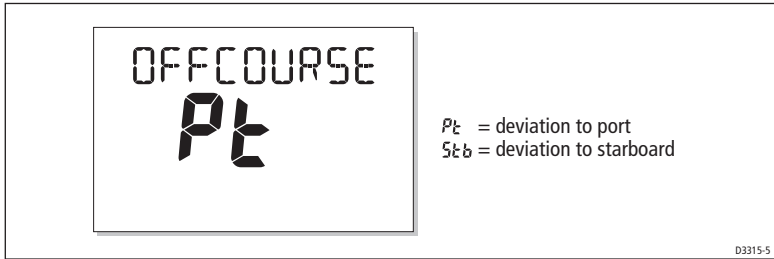 OFFCOURSE
Pt
Pt = deviation to port
Stb = deviation to starboard
D3315-5